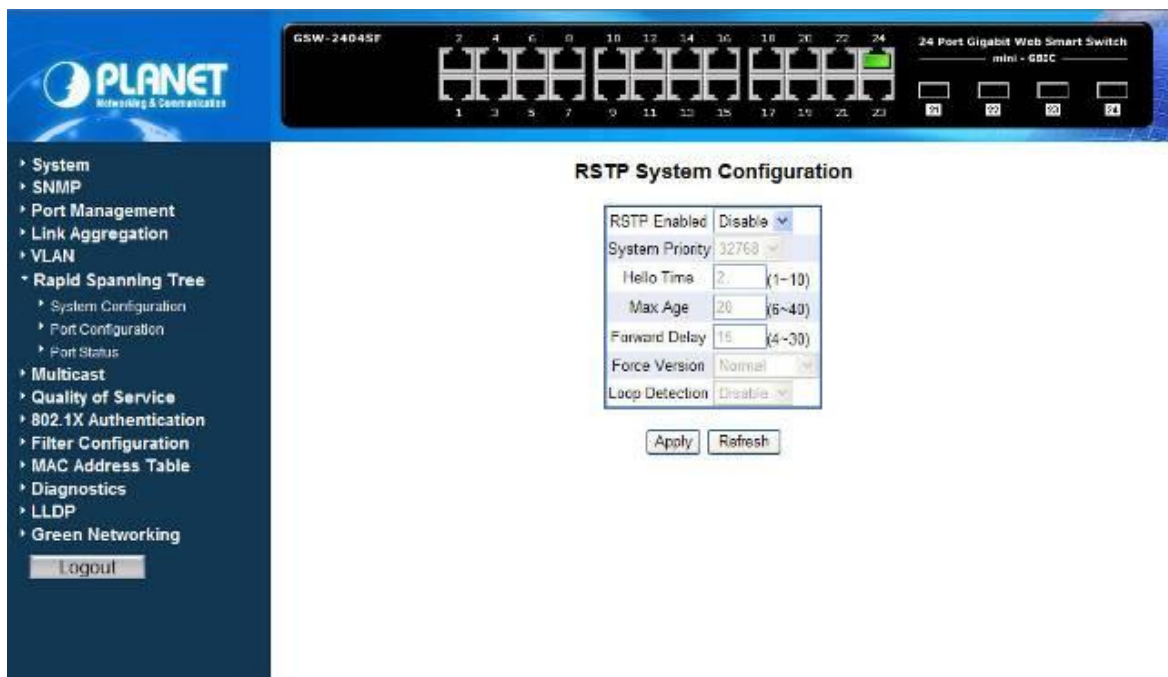 PLANET
Networking & Communication
GSW-2404SF
2 4 6 8 10 12 14 16 18 20 22 24
1 3 5 7 9 11 13 15 17 19 21 23
24 Port Gigabit Web Smart Switch
mini - GBIC
21 22 23 24
System
SNMP
Port Management
Link Aggregation
VLAN
Rapid Spanning Tree
System Configuration
Port Configuration
Port Status
Multicast
Quality of Service
802.1X Authentication
Filter Configuration
MAC Address Table
Diagnostics
LLDP
Green Networking
Logout
RSTP System Configuration
RSTP Enabled Disable
System Priority 32768
Hello Time 2 (1~10)
Max Age 20 (6~40)
Forward Delay 15 (4~30)
Force Version Normal
Loop Detection Disable
Apply Refresh